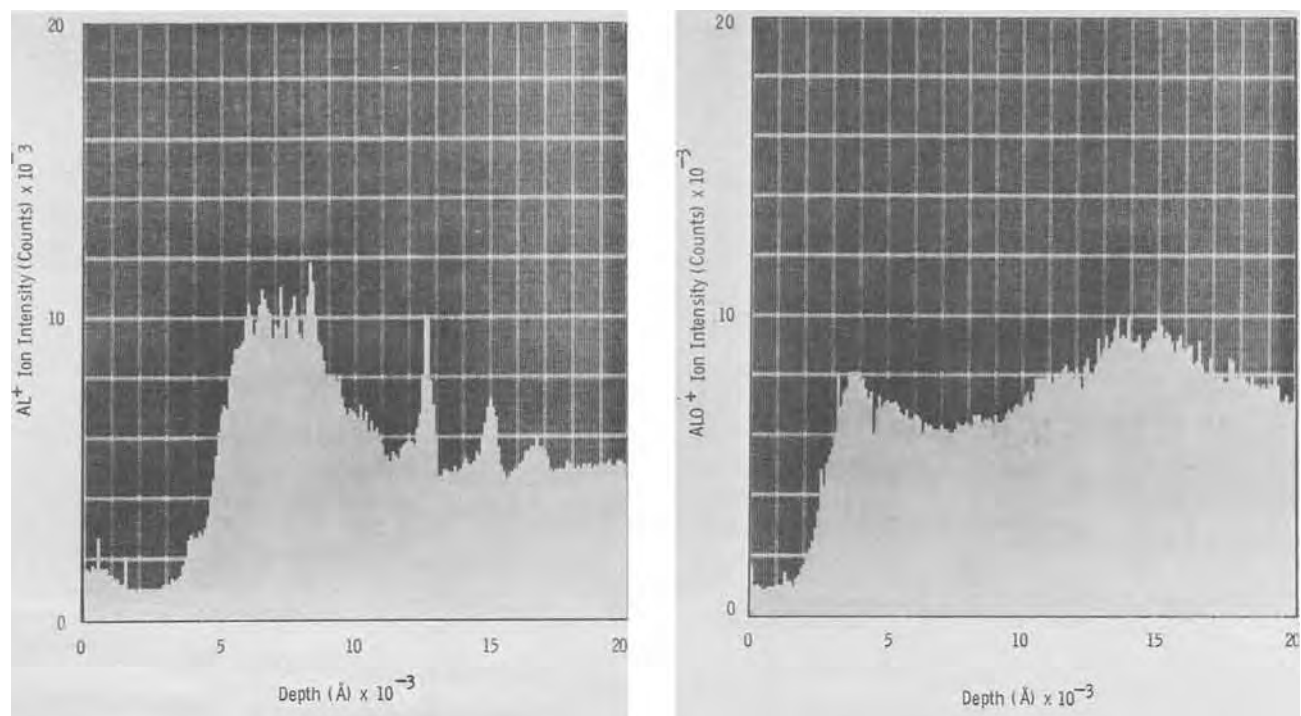 20
10
0
AL+ Ion Intensity (Counts) x 10-3
0 5 10 15 20
Depth (Å) x 10-3
20
10
0
ALO+ Ion Intensity (Counts) x 10-3
0 5 10 15 20
Depth (Å) x 10-3